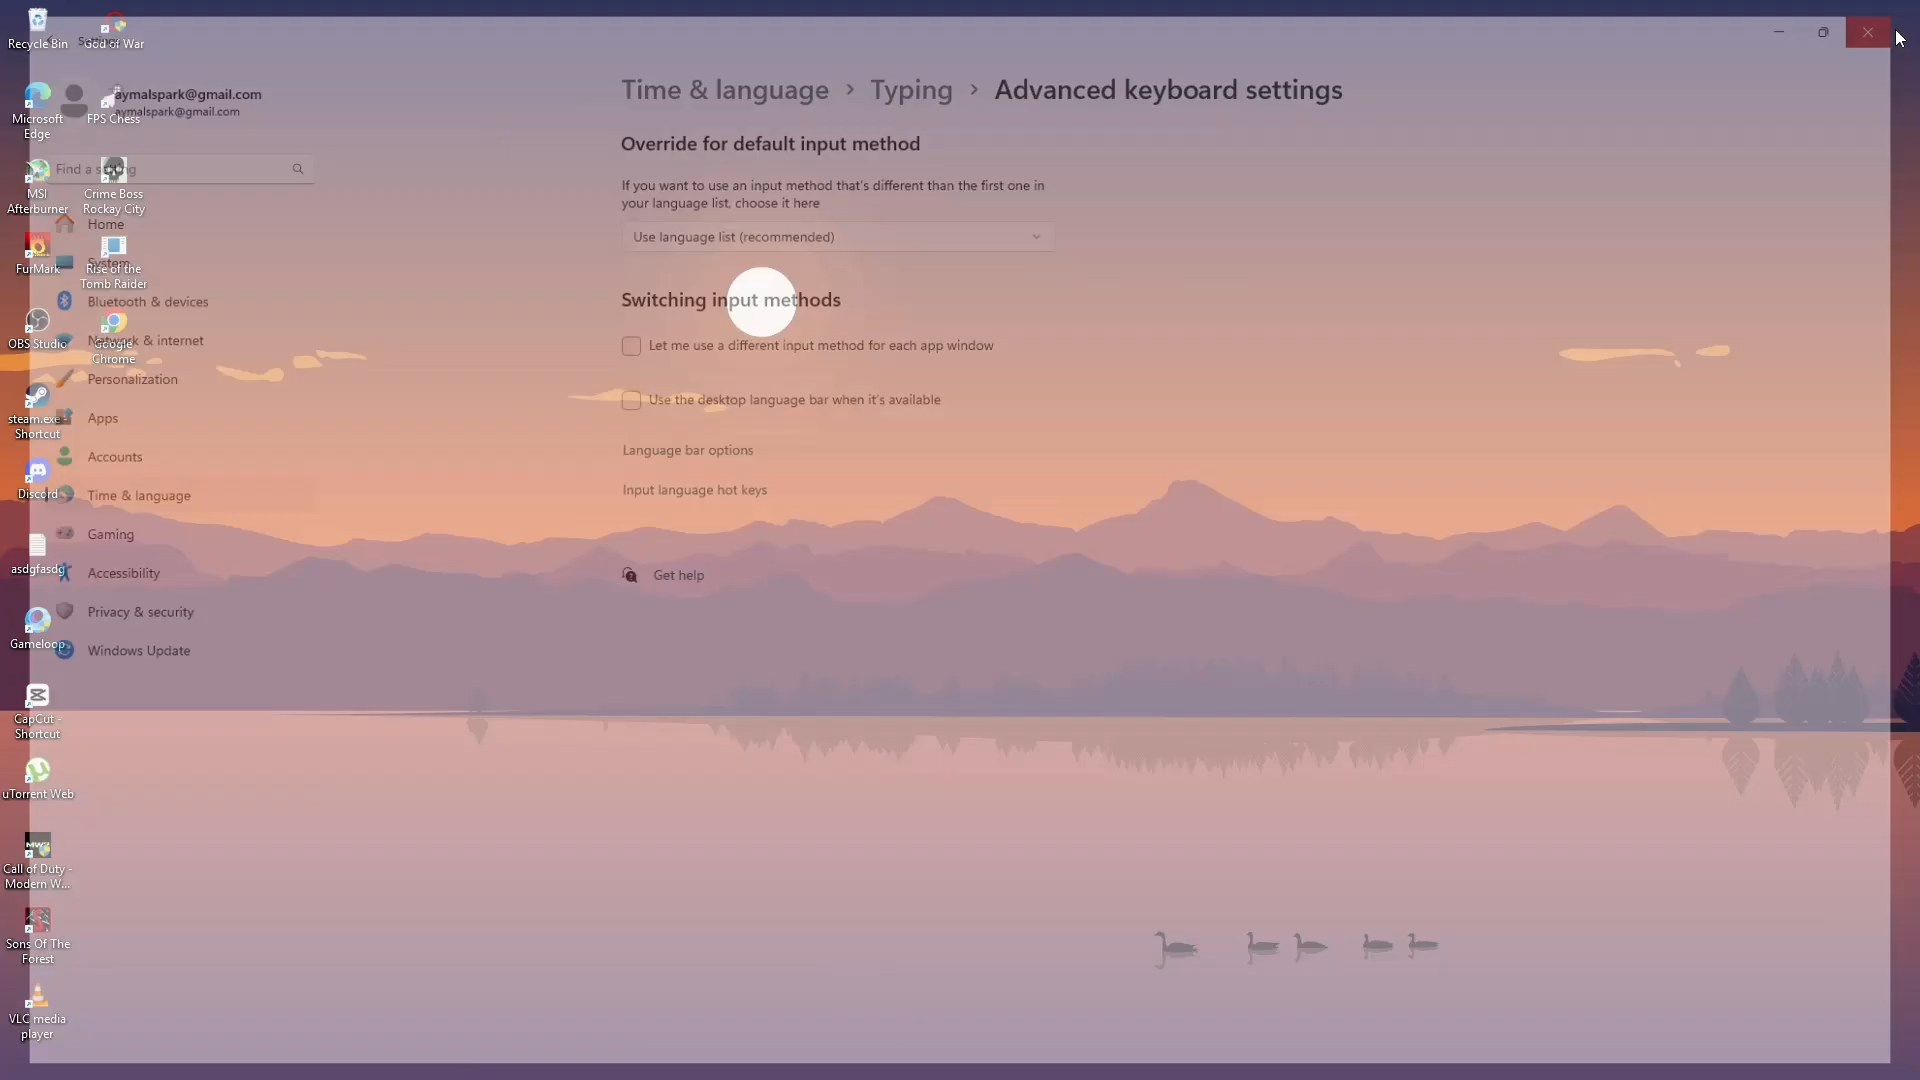 Recycle Bin
God of War
Microsoft
Edge
FPS Chess
MSI
Afterburner
Crime Boss
Rockay City
FurMark
Rise of the
Tomb Raider
OBS Studio
Google
Chrome
steam.exe -
Shortcut
Discord
asdgfasdg
Gameloop
CapCut -
Shortcut
uTorrent Web
Call of Duty -
Modern W...
Sons Of The
Forest
VLC media
player
Settings
aymalspark@gmail.com
aymalspark@gmail.com
Find a setting
Home
System
Bluetooth & devices
Network & internet
Personalization
Apps
Accounts
Time & language
Gaming
Accessibility
Privacy & security
Windows Update
Time & language > Typing > Advanced keyboard settings
Override for default input method
If you want to use an input method that's different than the first one in
your language list, choose it here
Use language list (recommended)
Switching input methods
Let me use a different input method for each app window
Use the desktop language bar when it's available
Language bar options
Input language hot keys
Get help